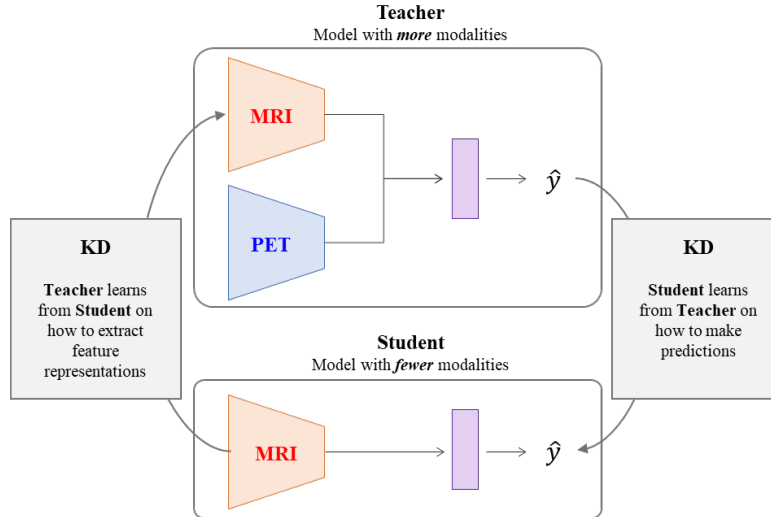 Teacher
Model with more modalities
MRI
PET
ŷ
KD
Teacher learns
from Student on
how to extract
feature
representations
KD
Student learns
from Teacher on
how to make
predictions
Student
Model with fewer modalities
MRI
ŷ